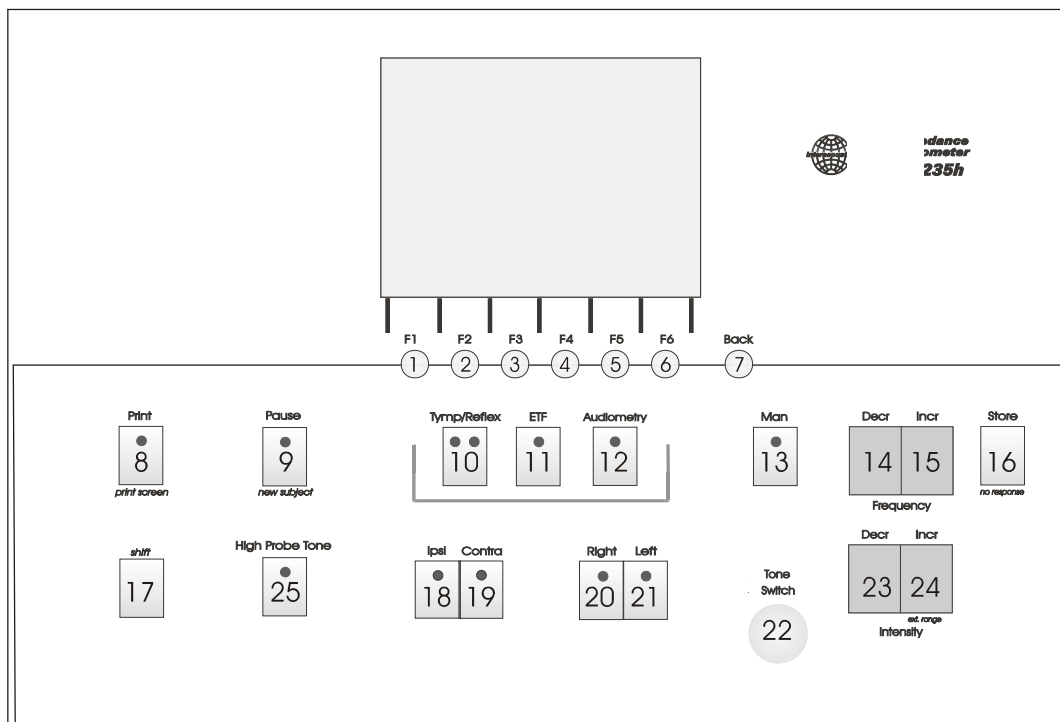 235h
F1 F2 F3 F4 F5 F6 Back
1 2 3 4 5 6 7
Print Pause Tymp/Reflex ETF Audiometry Man Decr Incr Store
8 9 10 11 12 13 14 15 16
print screen new subject no response
Frequency
shift High Probe Tone Ipsi Contra Right Left Decr Incr
17 25 18 19 20 21 23 24
Tone
Switch
22
ext. range
Intensity